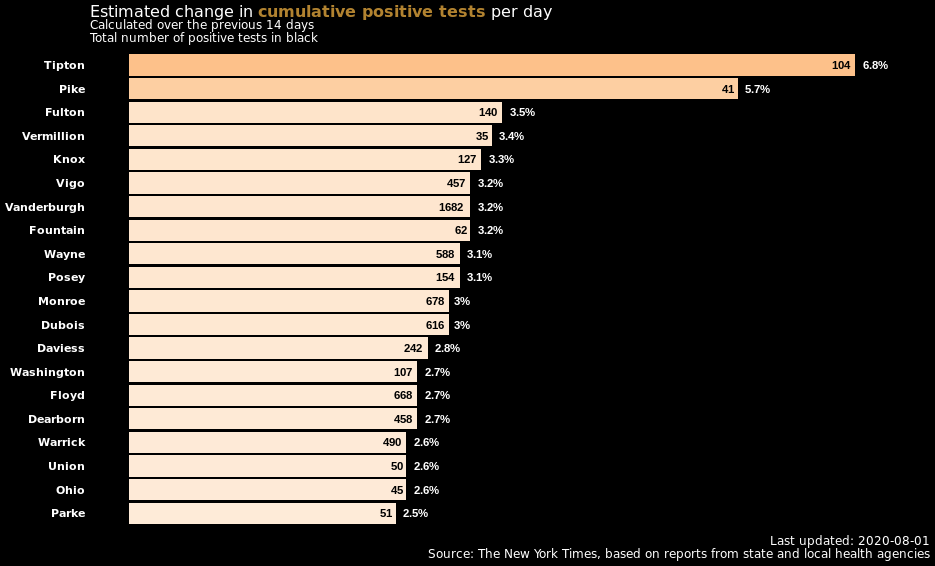 Estimated change in cumulative positive tests per day
Calculated over the previous 14 days
Total number of positive tests in black
Tipton 104 6.8%
Pike 41 5.7%
Fulton 140 3.5%
Vermillion 35 3.4%
Knox 127 3.3%
Vigo 457 3.2%
Vanderburgh 1682 3.2%
Fountain 62 3.2%
Wayne 588 3.1%
Posey 154 3.1%
Monroe 678 3%
Dubois 616 3%
Daviess 242 2.8%
Washington 107 2.7%
Floyd 668 2.7%
Dearborn 458 2.7%
Warrick 490 2.6%
Union 50 2.6%
Ohio 45 2.6%
Parke 51 2.5%
Last updated: 2020-08-01
Source: The New York Times, based on reports from state and local health agencies